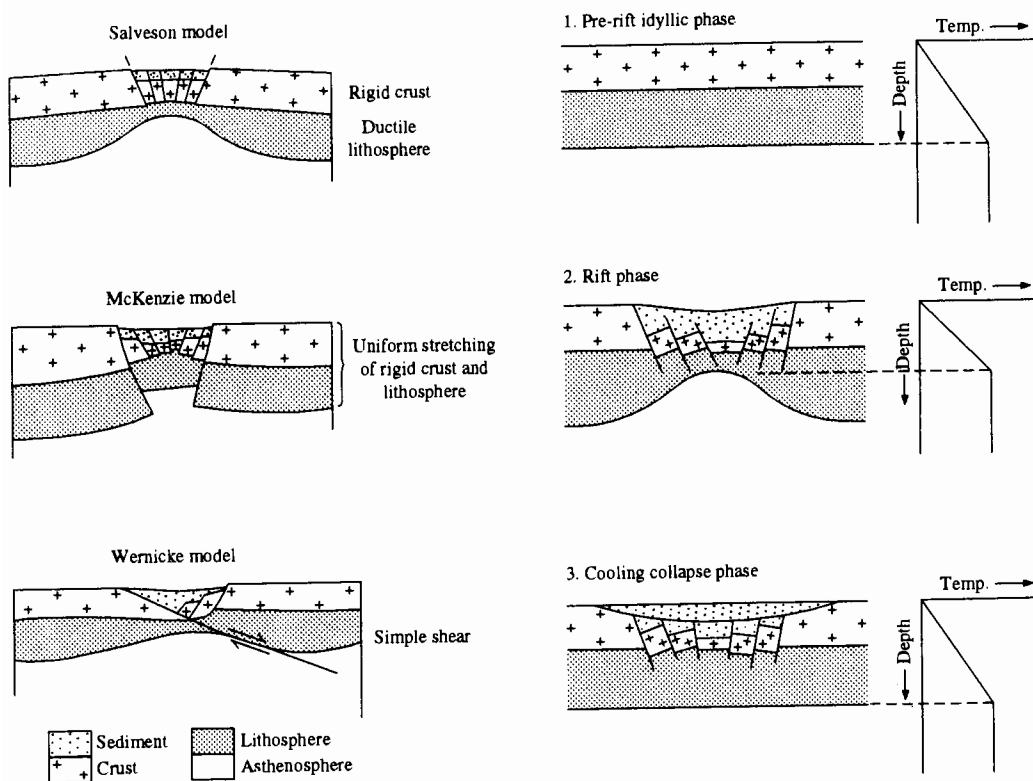 Salveson model
Rigid crust
Ductile
lithosphere
McKenzie model
Uniform stretching
of rigid crust and
lithosphere
Wernicke model
Simple shear
Sediment
Crust
Lithosphere
Asthenosphere
1. Pre-rift idyllic phase
Temp.
Depth
2. Rift phase
Temp.
Depth
3. Cooling collapse phase
Temp.
Depth